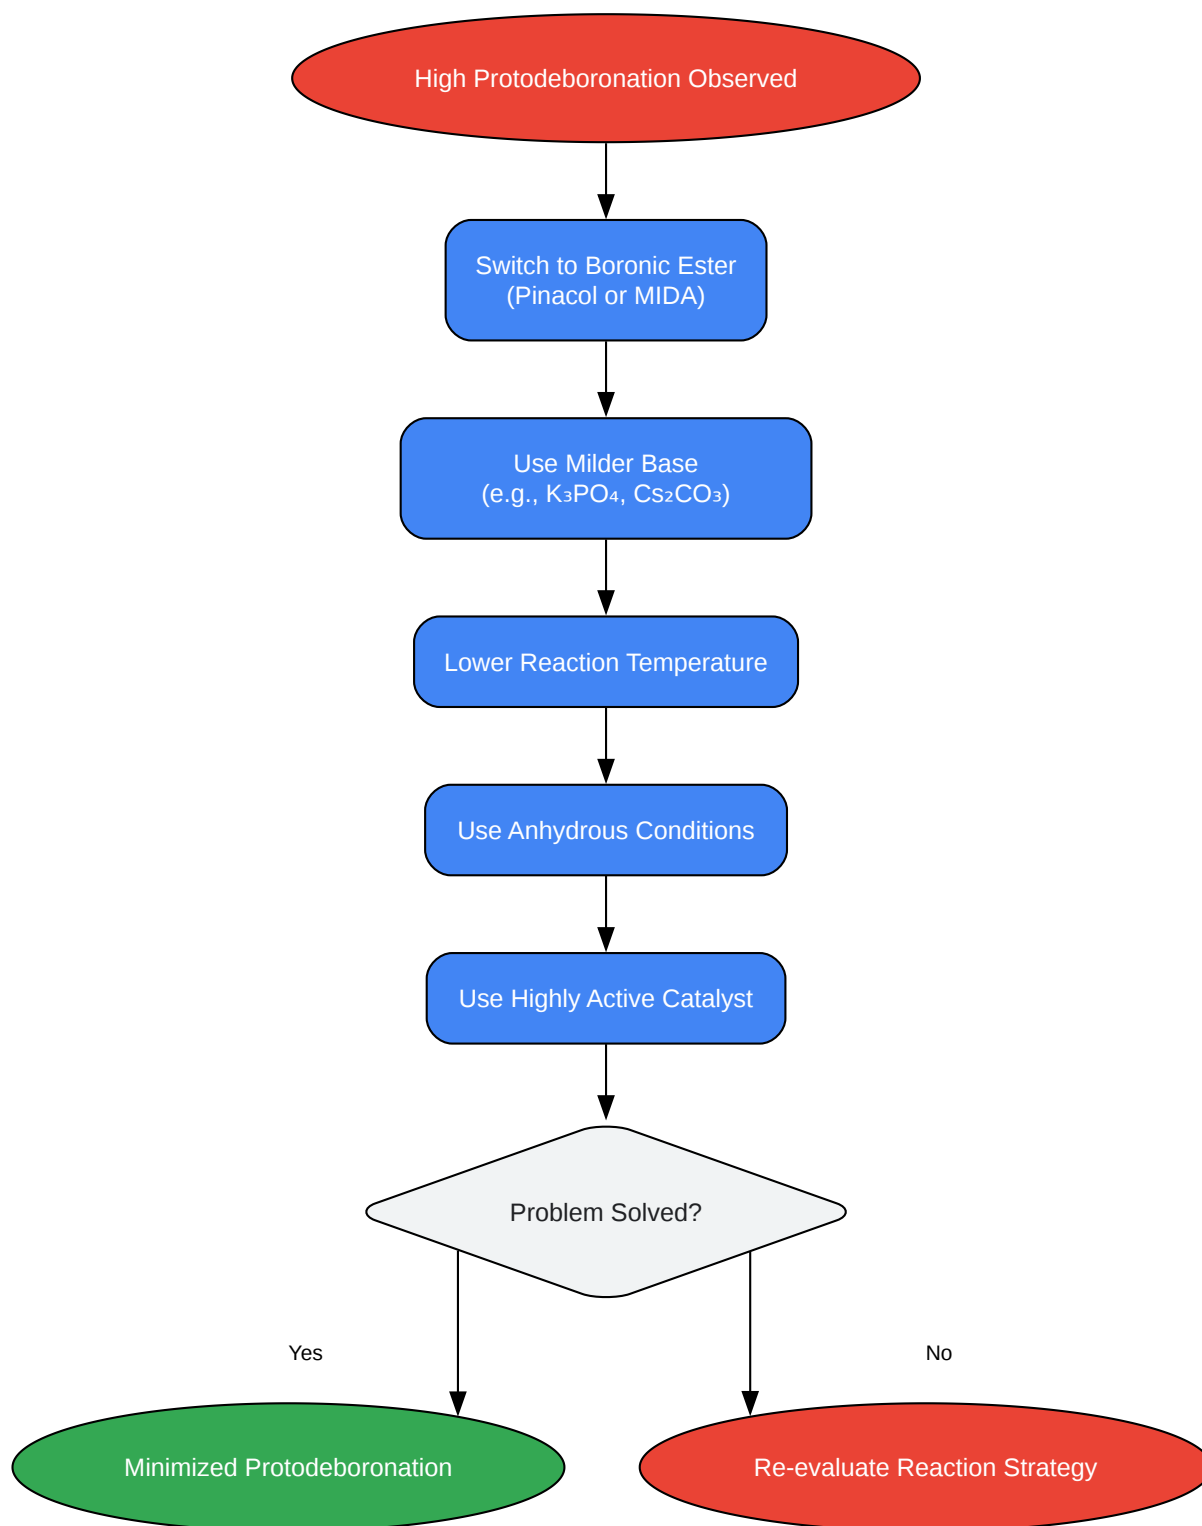 High Protodeboronation Observed
Switch to Boronic Ester
(Pinacol or MIDA)
Use Milder Base
(e.g., K₃PO₄, Cs₂CO₃)
Lower Reaction Temperature
Use Anhydrous Conditions
Use Highly Active Catalyst
Problem Solved?
Yes
No
Minimized Protodeboronation
Re-evaluate Reaction Strategy